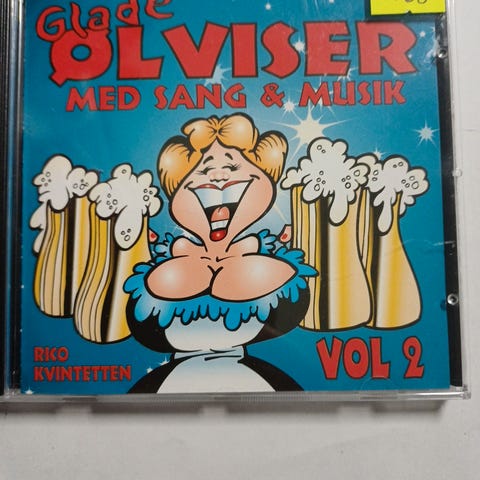 Glade
ØLVISER
MED SANG & MUSIK
RICO
KVINTETTEN
VOL 2